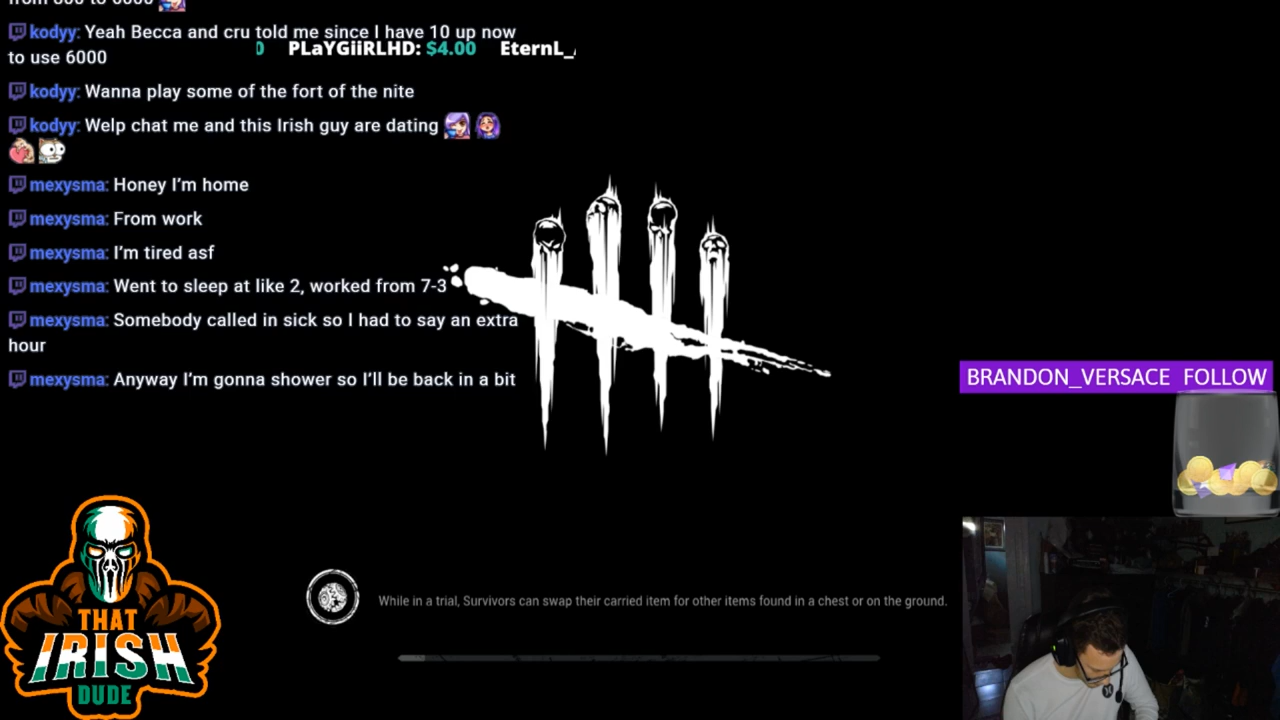 kodyy: Yeah Becca and cru told me since I have 10 up now
to use 6000
0 PLaYGiiRLHD: $4.00 EternL_
kodyy: Wanna play some of the fort of the nite
kodyy: Welp chat me and this Irish guy are dating
mexysma: Honey I'm home
mexysma: From work
mexysma: I'm tired asf
mexysma: Went to sleep at like 2, worked from 7-3
mexysma: Somebody called in sick so I had to say an extra
hour
mexysma: Anyway I'm gonna shower so I'll be back in a bit
BRANDON_VERSACE FOLLOW
THAT
IRISH
DUDE
While in a trial, Survivors can swap their carried item for other items found in a chest or on the ground.